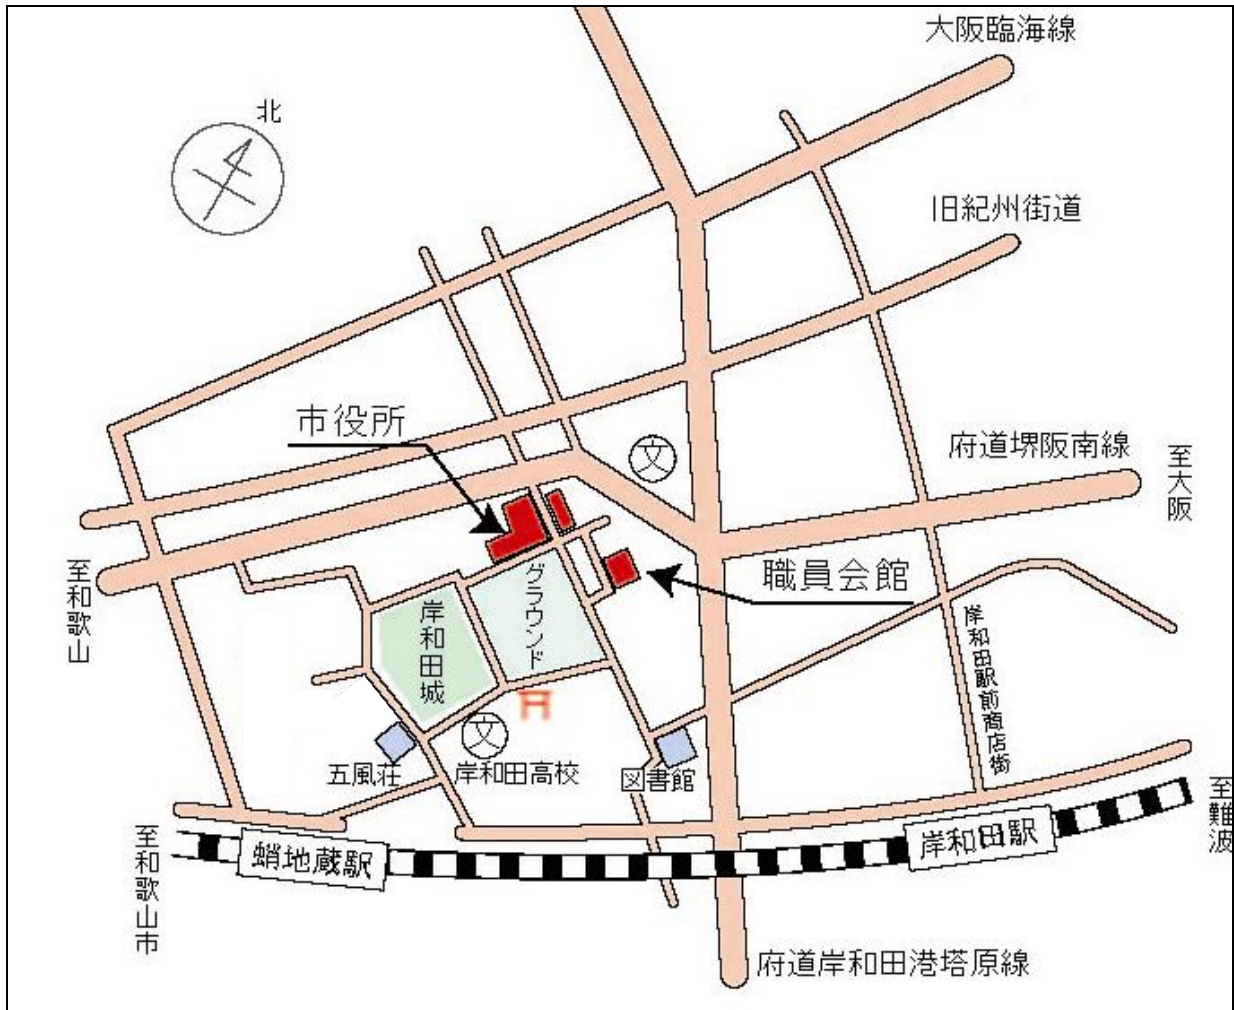 大阪臨海線
北
旧紀州街道
市役所
文
府道堺阪南線
至大阪
至和歌山
職員会館
グラウンド
岸和田城
岸和田駅前商店街
文
五風荘
岸和田高校
図書館
至難波
至和歌山市
蛸地蔵駅
岸和田駅
府道岸和田港塔原線